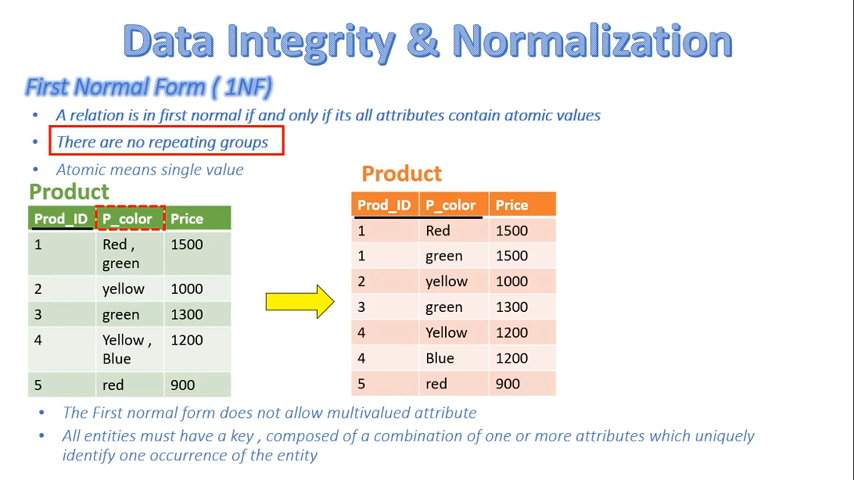 Data Integrity & Normalization
First Normal Form ( 1NF)
• A relation is in first normal if and only if its all attributes contain atomic values
• There are no repeating groups
• Atomic means single value
Product
Prod_ID P_color Price
1 Red , green 1500
2 yellow 1000
3 green 1300
4 Yellow , Blue 1200
5 red 900
Product
Prod_ID P_color Price
1 Red 1500
1 green 1500
2 yellow 1000
3 green 1300
4 Yellow 1200
4 Blue 1200
5 red 900
• The First normal form does not allow multivalued attribute
• All entities must have a key , composed of a combination of one or more attributes which uniquely
identify one occurrence of the entity